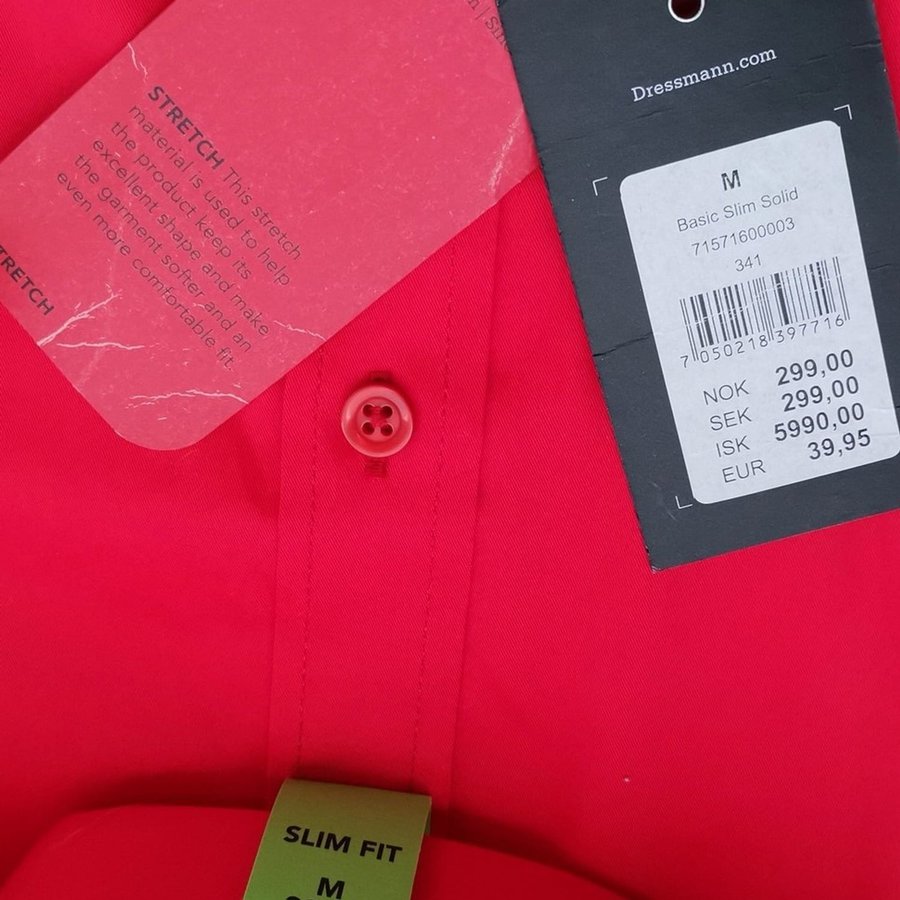 STRETCH This stretch
material is used to help
the product keep its
excellent shape and make
the garment softer and an
even more comfortable fit.
STRETCH
Dressmann.com
M
Basic Slim Solid
71571600003
341
7 050218 397716
NOK 299,00
SEK 299,00
ISK 5990,00
EUR 39,95
SLIM FIT
M